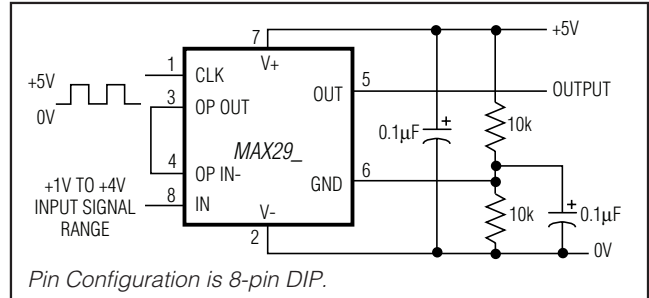 +5V
7
V+
1
CLK
+5V
0V
3
OP OUT
OUT
5
OUTPUT
0.1µF
+
10k
MAX29_
4
OP IN-
6
GND
+1V TO +4V
INPUT SIGNAL
RANGE
8
IN
V-
2
10k
+
0.1µF
0V
Pin Configuration is 8-pin DIP.